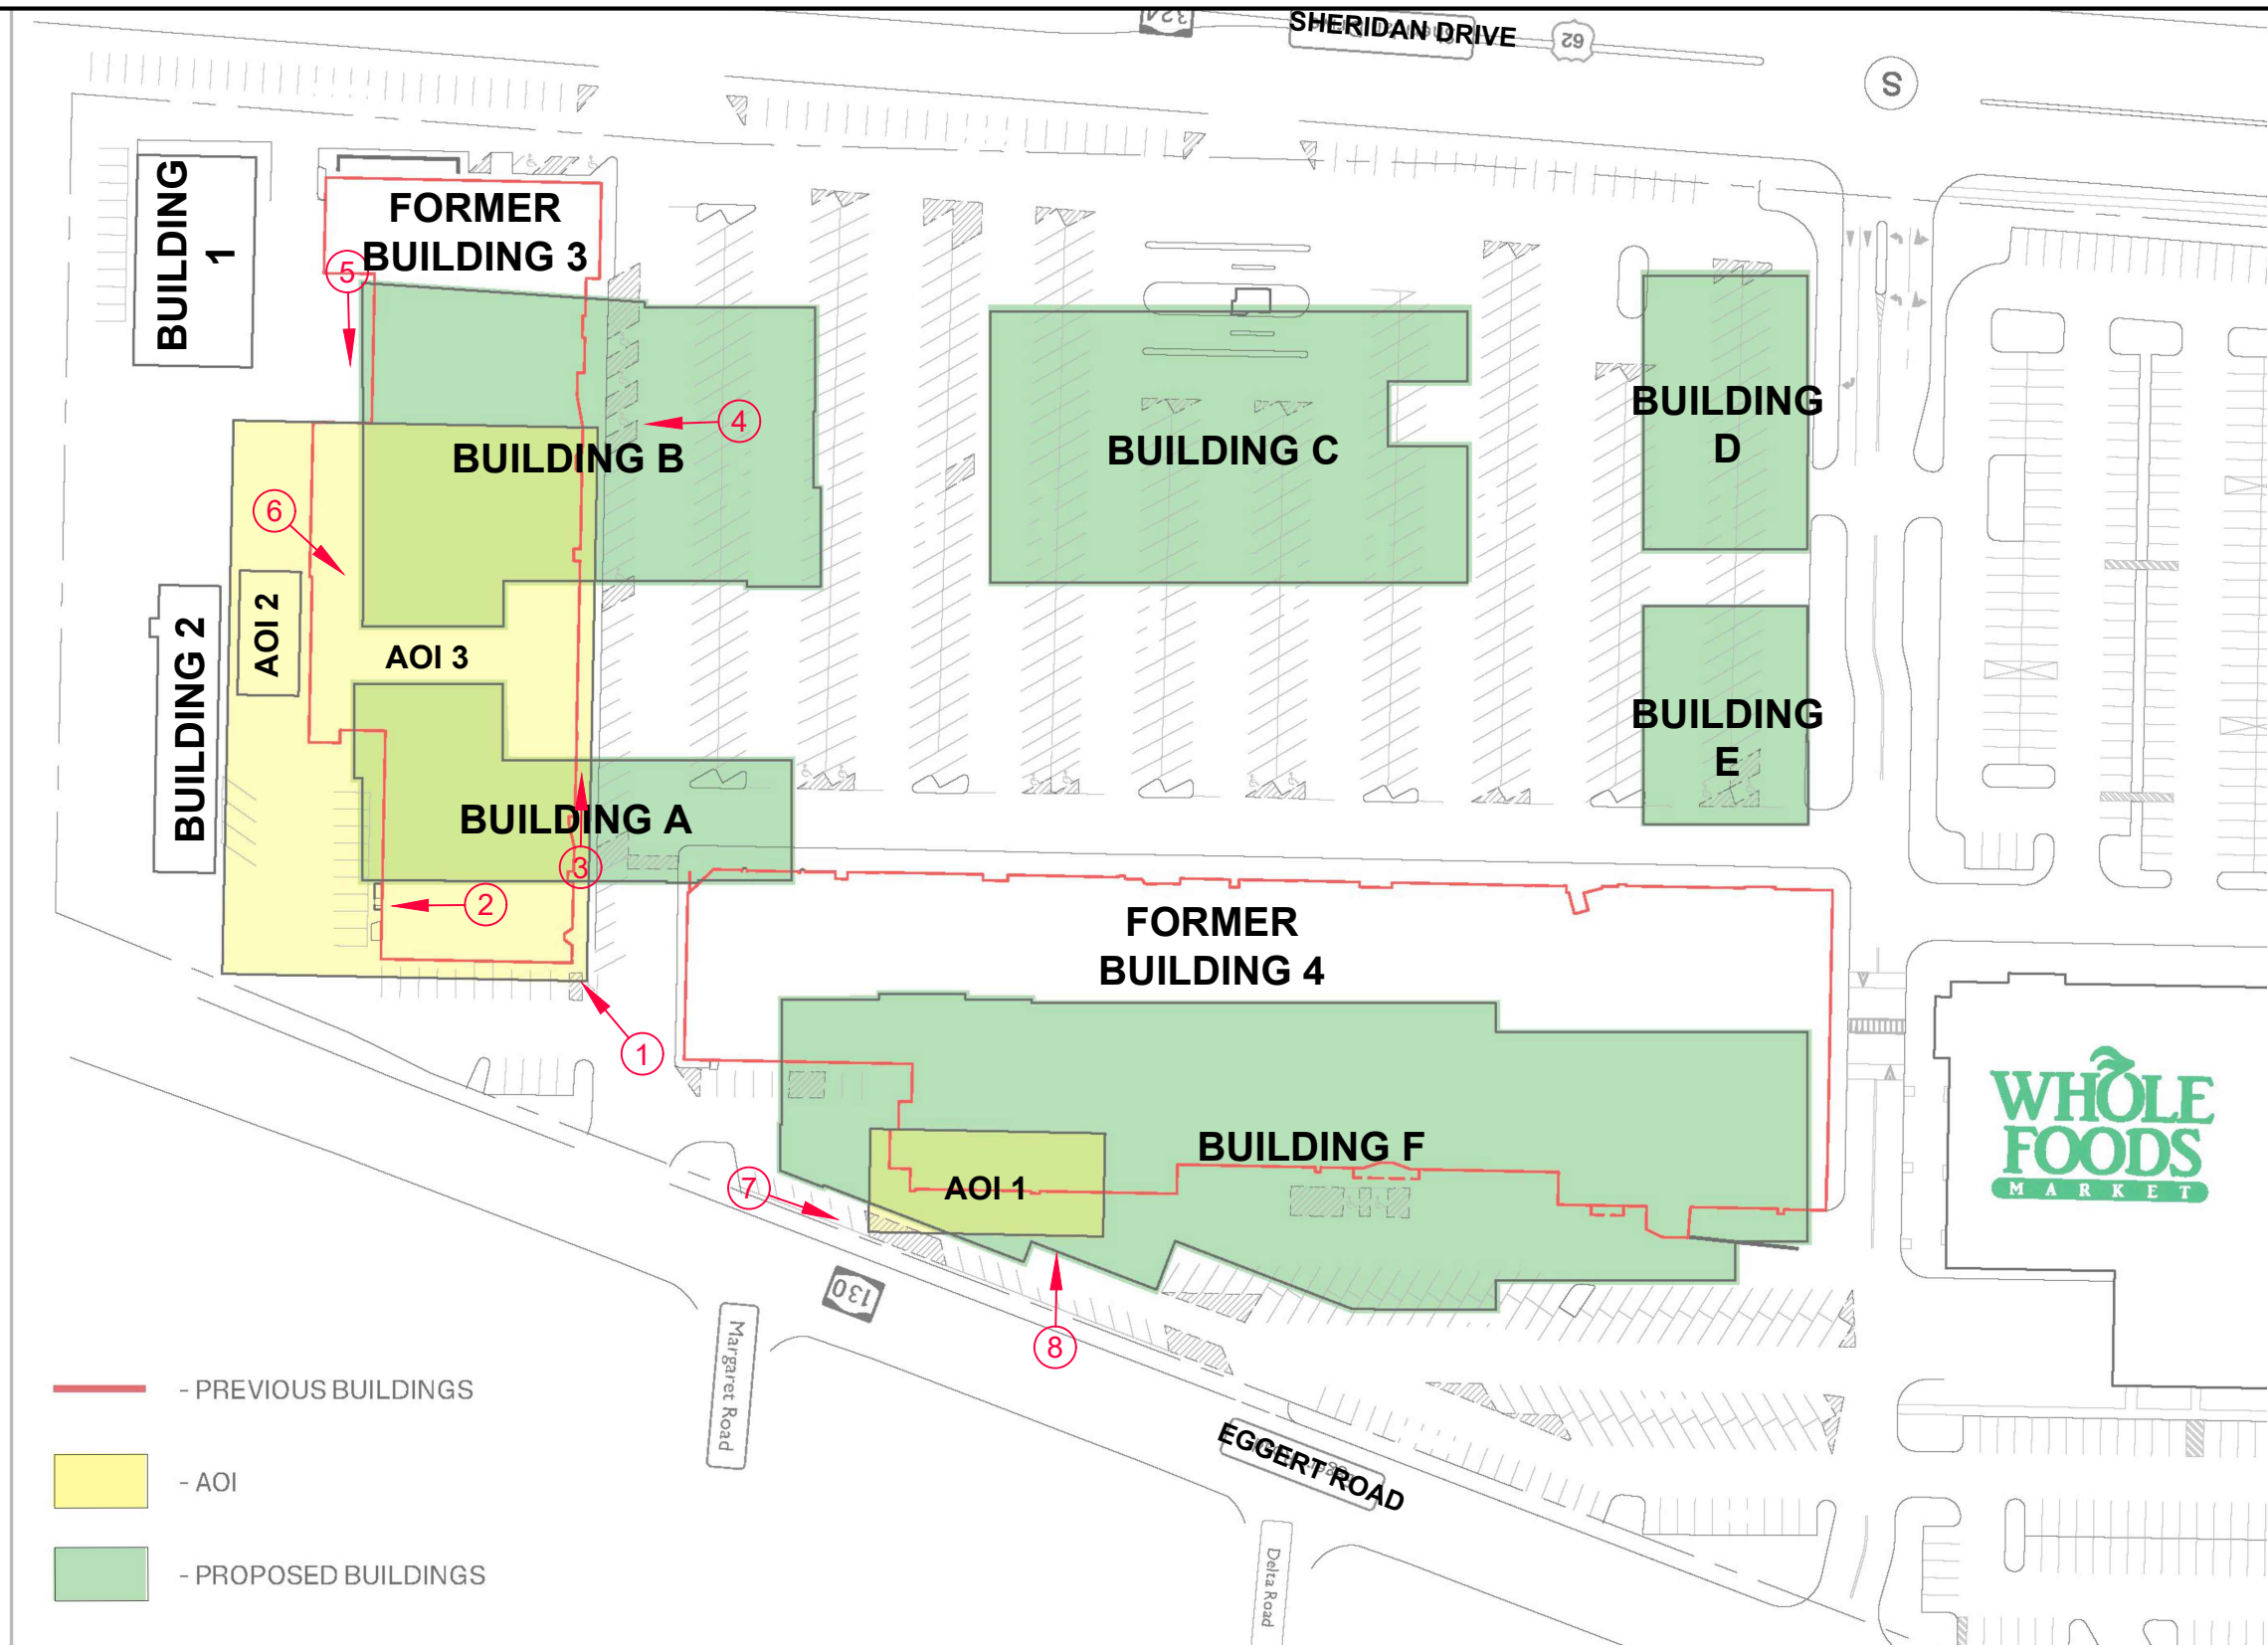 324
SHERIDAN DRIVE
62
S
BUILDING
1
FORMER
BUILDING 3
5
4
BUILDING B
BUILDING C
BUILDING
D
6
AOI 2
BUILDING 2
AOI 3
BUILDING
E
BUILDING A
3
2
FORMER
BUILDING 4
1
BUILDING F
AOI 1
7
8
WHOLE
FOODS
MARKET
130
Margaret Road
EGGERT ROAD
Delta Road
- PREVIOUS BUILDINGS
- AOI
- PROPOSED BUILDINGS